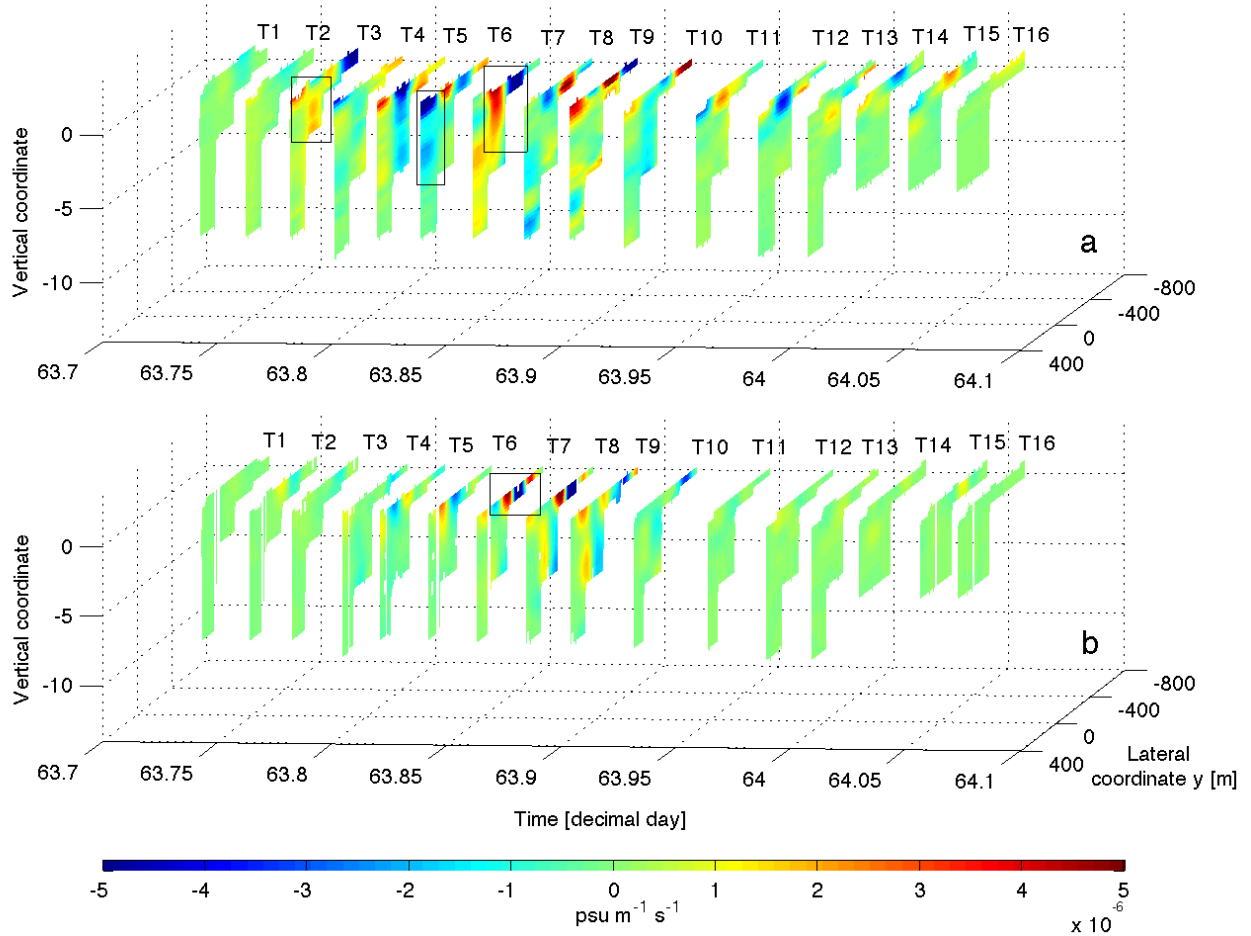 T1 T2 T3 T4 T5 T6 T7 T8 T9 T10 T11 T12 T13 T14 T15 T16
Vertical coordinate
0
-5
-10
a
-800
-400
0
400
63.7 63.75 63.8 63.85 63.9 63.95 64 64.05 64.1
T1 T2 T3 T4 T5 T6 T7 T8 T9 T10 T11 T12 T13 T14 T15 T16
Vertical coordinate
0
-5
-10
b
-800
-400
0
400
Lateral
coordinate y [m]
63.7 63.75 63.8 63.85 63.9 63.95 64 64.05 64.1
Time [decimal day]
-5 -4 -3 -2 -1 0 1 2 3 4 5
psu m⁻¹ s⁻¹
x 10⁻⁶